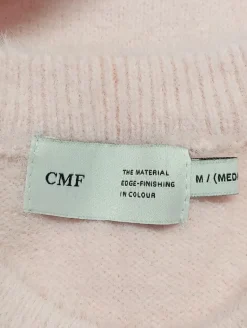 CMF
THE MATERIAL
EDGE-FINISHING
IN COLOUR
M / (MED